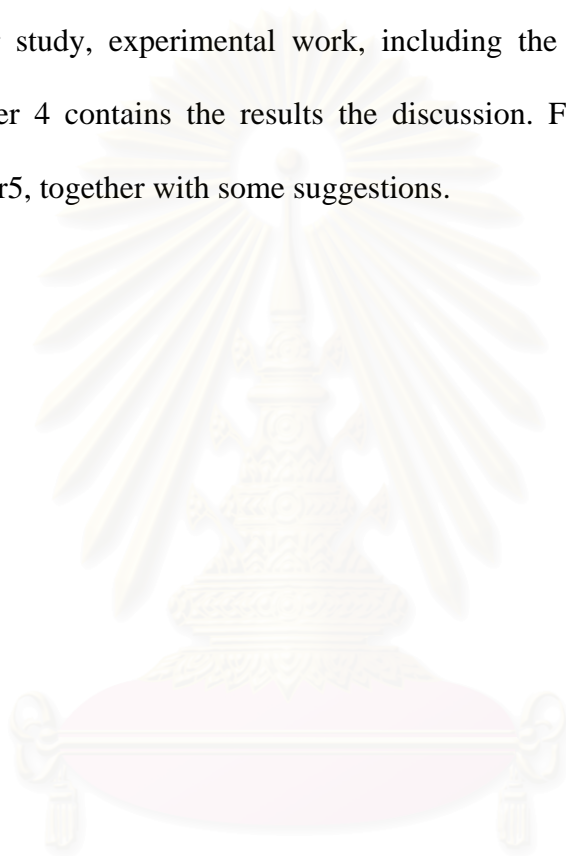 study, experimental work, including the
er 4 contains the results the discussion. F
r5, together with some suggestions.